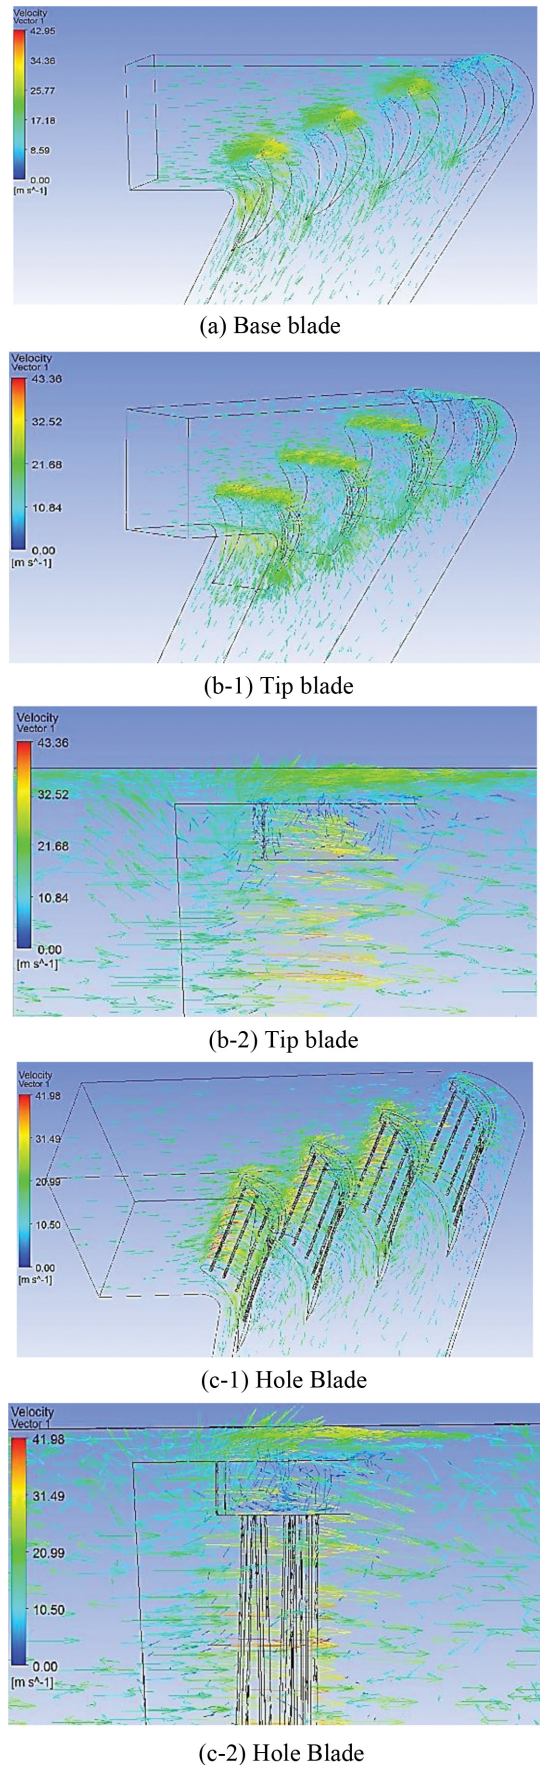 Velocity
Vector 1
42.95
34.36
25.77
17.18
8.59
0.00
[m s^-1]
(a) Base blade
Velocity
Vector 1
43.36
32.52
21.68
10.84
0.00
[m s^-1]
(b-1) Tip blade
Velocity
Vector 1
43.36
32.52
21.68
10.84
0.00
[m s^-1]
(b-2) Tip blade
Velocity
Vector 1
41.98
31.49
20.99
10.50
0.00
[m s^-1]
(c-1) Hole Blade
Velocity
Vector 1
41.98
31.49
20.99
10.50
0.00
[m s^-1]
(c-2) Hole Blade